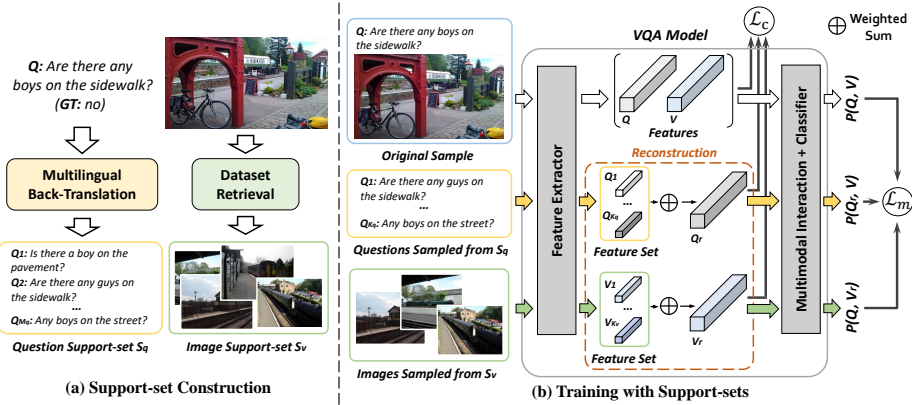 Q: Are there any
boys on the
sidewalk?
(GT: no)
Multilingual
Back-Translation
Dataset
Retrieval
Q1: Is there a boy on the
pavement?
Q2: Are there any guys on
the sidewalk?
...
QMq: Any boys on the street?
Question Support-set Sq
Image Support-set Sv
(a) Support-set Construction
Q: Are there any boys on
the sidewalk?
Original Sample
Q1: Are there any guys on
the sidewalk?
...
QKq: Any boys on the street?
Questions Sampled from Sq
Images Sampled from Sv
VQA Model
Feature Extractor
Q
V
Features
Reconstruction
Q1
...
QKq
Feature Set
Qr
V1
...
VKv
Feature Set
Vr
Multimodal Interaction + Classifier
ℒc
⊕ Weighted
Sum
P(Q, V)
P(Qr, V)
P(Q, Vr)
ℒm
(b) Training with Support-sets